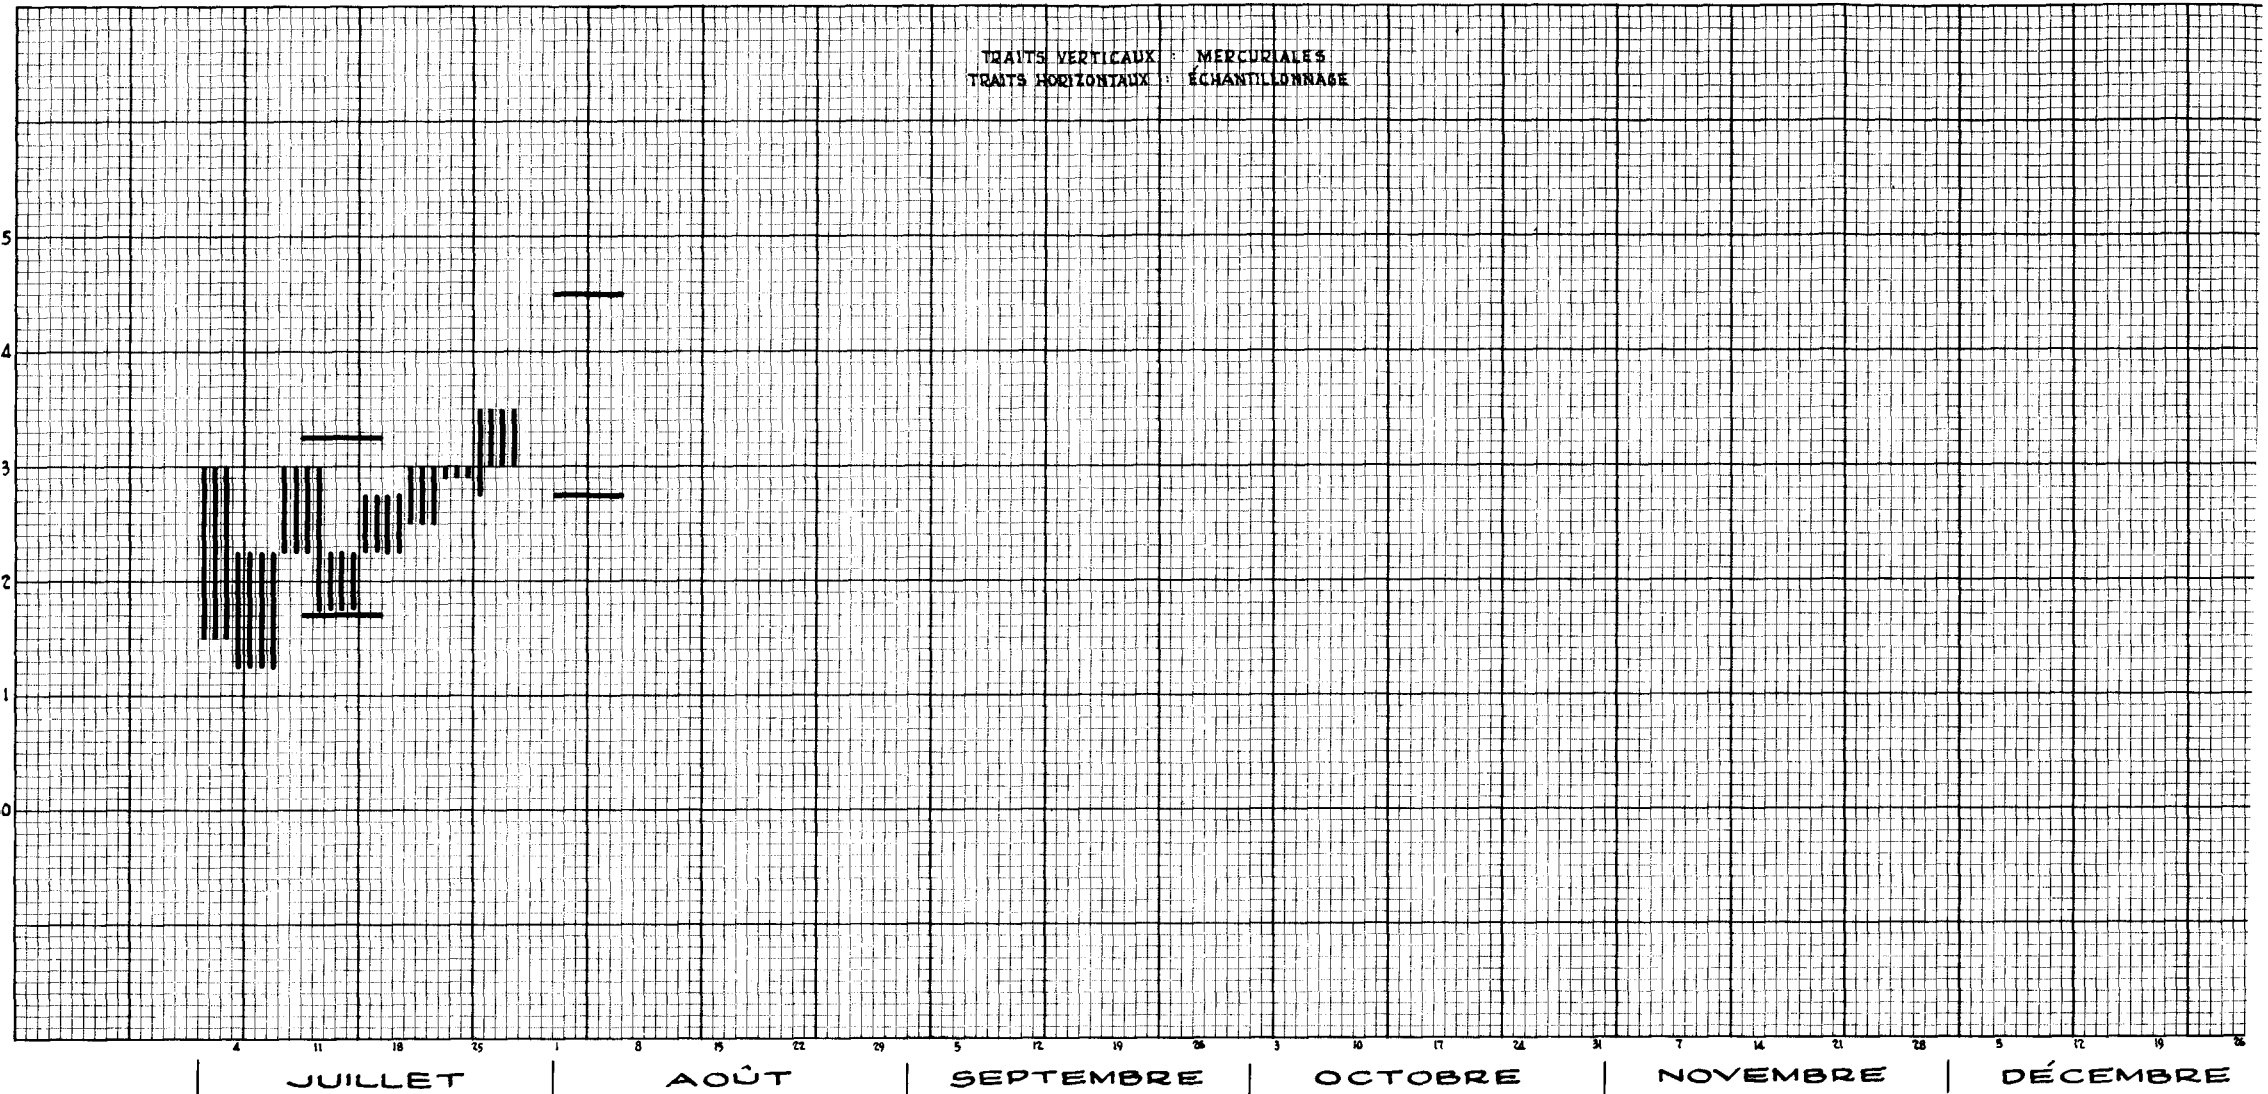 TRAITS VERTICAUX : MERCURIALES
TRAITS HORIZONTAUX : ÉCHANTILLONNAGE
5
4
3
2
1
0
4 11 18 25 1 8 15 22 29 5 12 19 26 3 10 17 24 31 7 14 21 28 5 12 19 26
JUILLET AOÛT SEPTEMBRE OCTOBRE NOVEMBRE DÉCEMBRE